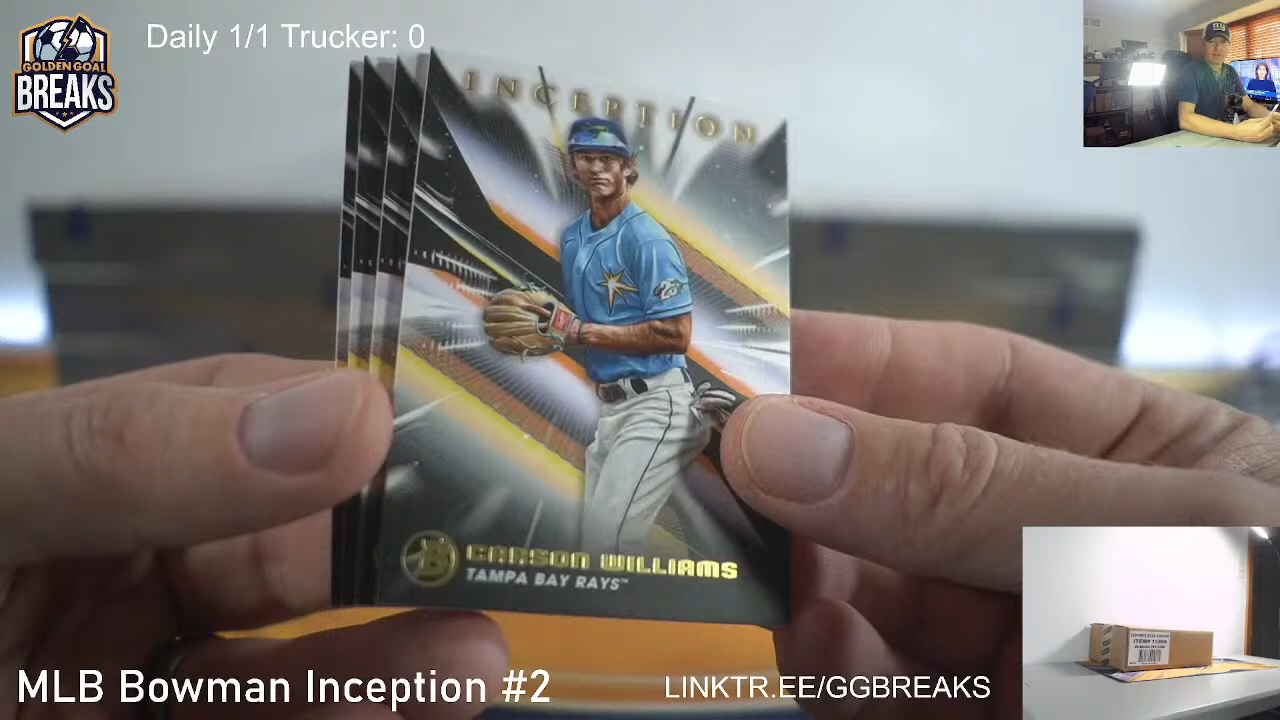 GOLDEN GOAL
BREAKS
Daily 1/1 Trucker: 0
INCEPTION
CARSON WILLIAMS
TAMPA BAY RAYS™
MLB Bowman Inception #2
LINKTR.EE/GGBREAKS